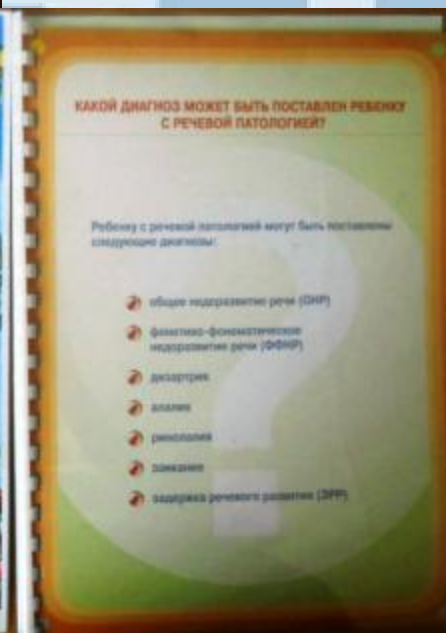 КАКОЙ ДИАГНОЗ МОЖЕТ БЫТЬ ПОСТАВЛЕН РЕБЕНКУ
С РЕЧЕВОЙ ПАТОЛОГИЕЙ?
Ребенку с речевой патологией могут быть поставлены
следующие диагнозы:
общее недоразвитие речи (ОНР)
фонетико-фонематическое
недоразвитие речи (ФФНР)
дизартрия
алалия
ринолалия
заикание
задержка речевого развития (ЗРР)